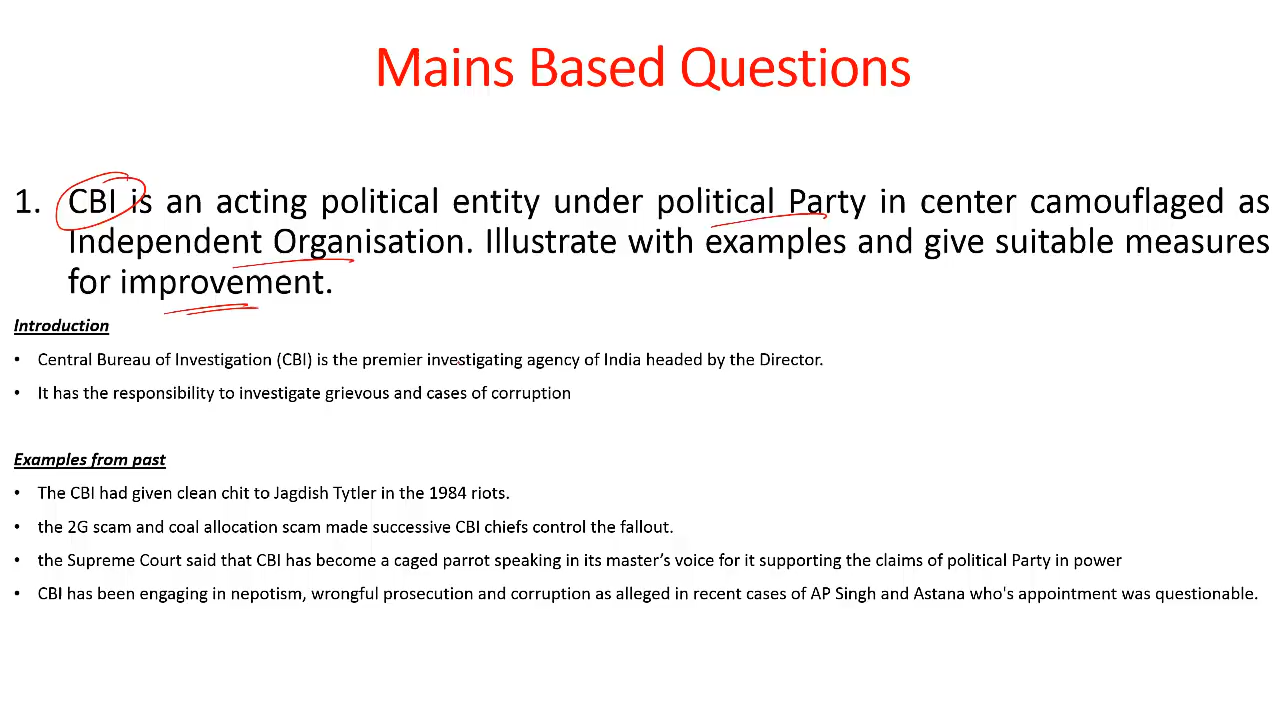 Mains Based Questions
1. CBI is an acting political entity under political Party in center camouflaged as
Independent Organisation. Illustrate with examples and give suitable measures
for improvement.
Introduction
• Central Bureau of Investigation (CBI) is the premier investigating agency of India headed by the Director.
• It has the responsibility to investigate grievous and cases of corruption
Examples from past
• The CBI had given clean chit to Jagdish Tytler in the 1984 riots.
• the 2G scam and coal allocation scam made successive CBI chiefs control the fallout.
• the Supreme Court said that CBI has become a caged parrot speaking in its master’s voice for it supporting the claims of political Party in power
• CBI has been engaging in nepotism, wrongful prosecution and corruption as alleged in recent cases of AP Singh and Astana who's appointment was questionable.